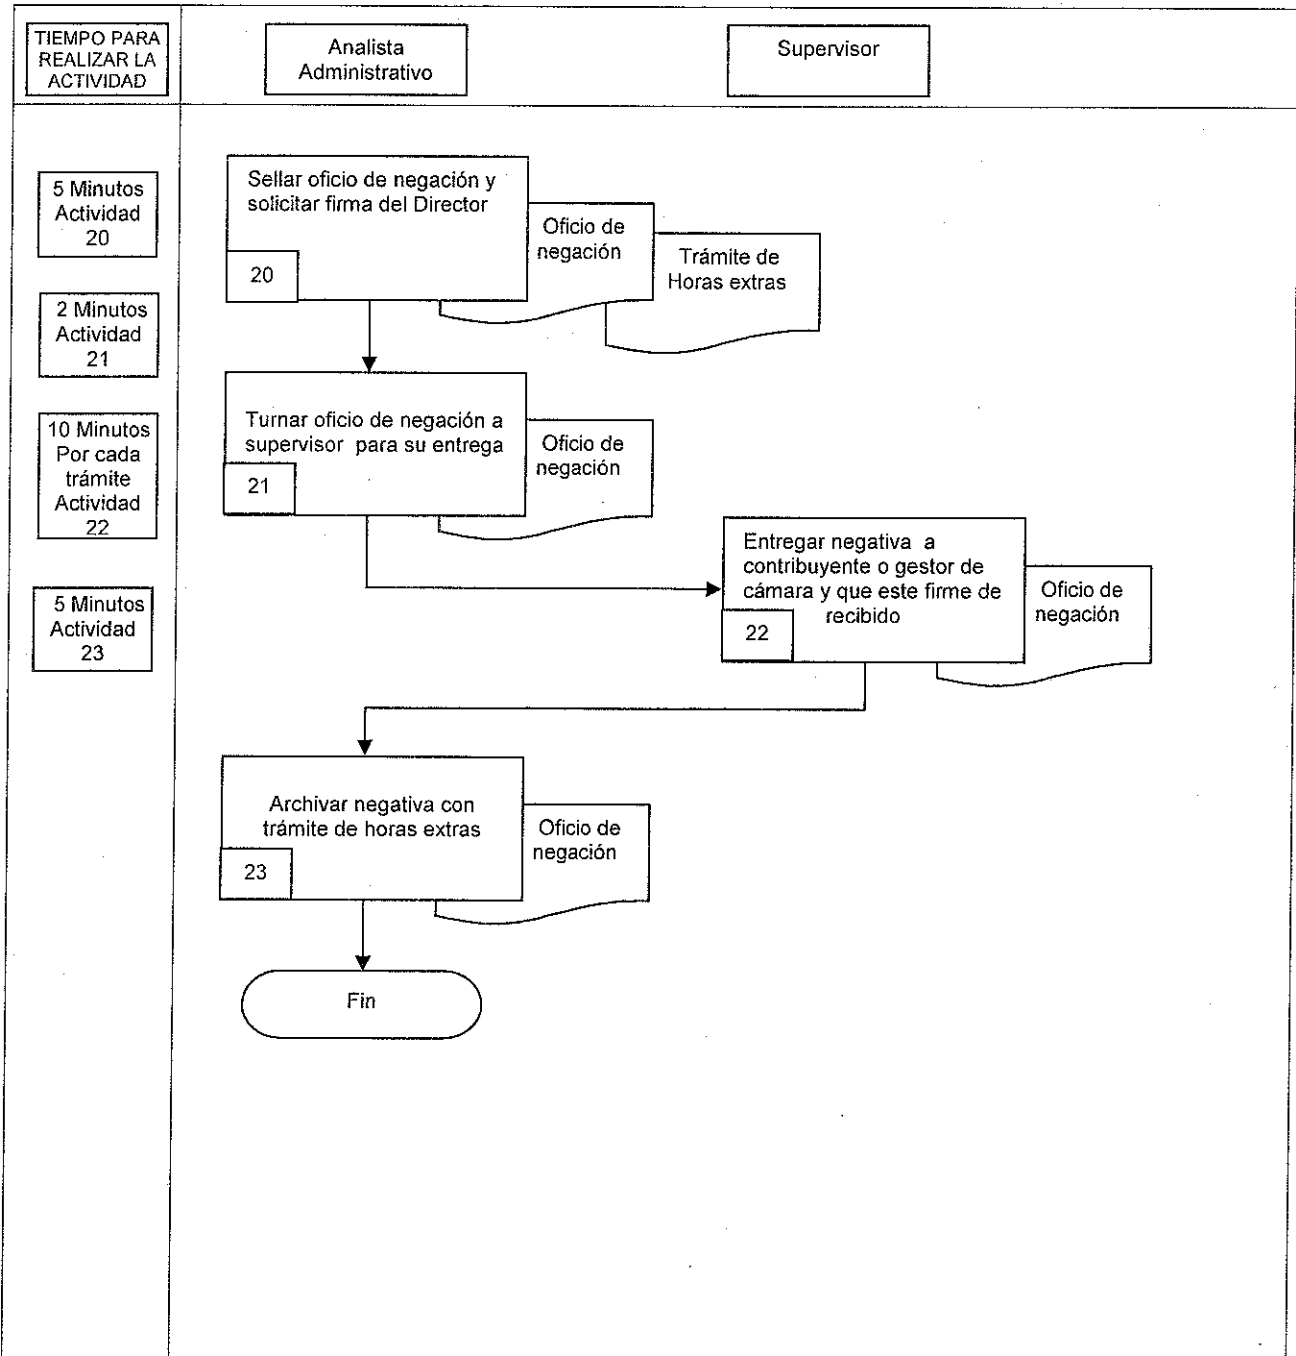 TIEMPO PARA
REALIZAR LA
ACTIVIDAD
Analista
Administrativo
Supervisor
5 Minutos
Actividad
20
Sellar oficio de negación y
solicitar firma del Director
20
Oficio de
negación
Trámite de
Horas extras
2 Minutos
Actividad
21
Turnar oficio de negación a
supervisor para su entrega
21
Oficio de
negación
10 Minutos
Por cada
trámite
Actividad
22
Entregar negativa a
contribuyente o gestor de
cámara y que este firme de
recibido
22
Oficio de
negación
5 Minutos
Actividad
23
Archivar negativa con
trámite de horas extras
23
Oficio de
negación
Fin